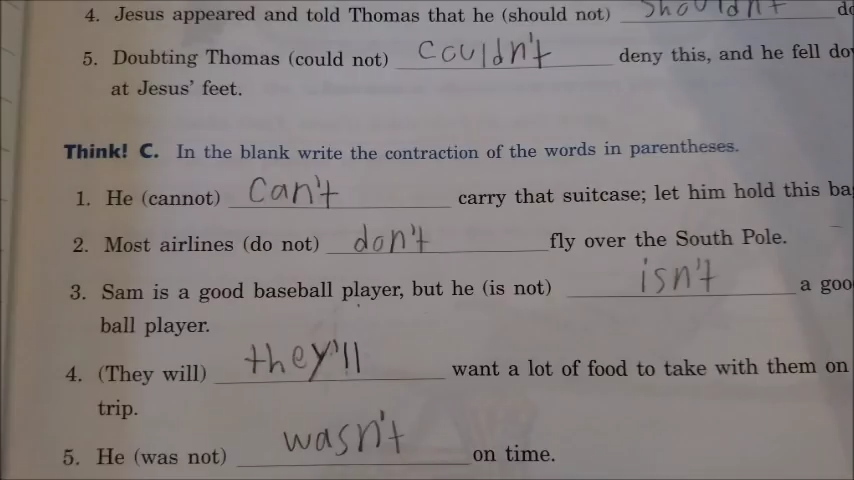 4. Jesus appeared and told Thomas that he (should not) shouldn't
5. Doubting Thomas (could not) couldn't deny this, and he fell
at Jesus' feet.
Think! C. In the blank write the contraction of the words in parentheses.
1. He (cannot) can't carry that suitcase; let him hold this
2. Most airlines (do not) don't fly over the South Pole.
3. Sam is a good baseball player, but he (is not) isn't a
ball player.
4. (They will) they'll want a lot of food to take with them on
trip.
5. He (was not) wasn't on time.